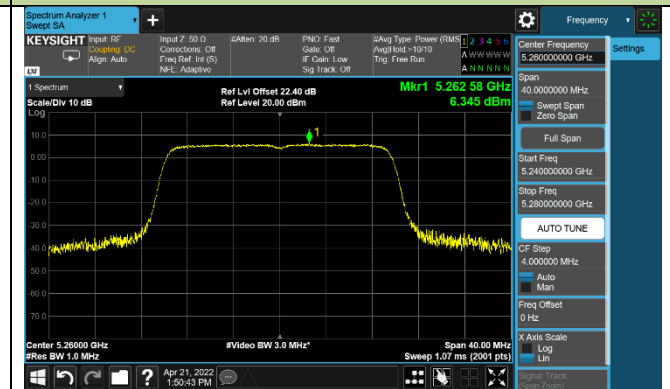 Spectrum Analyzer 1
Swept SA
+
Frequency
KEYSIGHT
Input: RF
Coupling: DC
Align: Auto
Input Z: 50 Ω
Corrections: Off
Freq Ref: Int (S)
NFE: Adaptive
#Atten: 20 dB
PNO: Fast
Gate: Off
IF Gain: Low
Sig Track: Off
#Avg Type: Power (RMS
Avg|Hold:>10/10
Trig: Free Run
1 2 3 4 5 6
A W W W W W
A N N N N N
LXI
Center Frequency
5.260000000 GHz
Settings
Span
40.0000000 MHz
Swept Span
Zero Span
Full Span
Start Freq
5.240000000 GHz
Stop Freq
5.280000000 GHz
AUTO TUNE
CF Step
4.000000 MHz
Auto
Man
Freq Offset
0 Hz
X Axis Scale
Log
Lin
Signal Track
(Span Zoom)
1 Spectrum
Scale/Div 10 dB
Log
Ref Lvl Offset 22.40 dB
Ref Level 20.00 dBm
Mkr1 5.262 58 GHz
6.345 dBm
1
10.0
0.00
-10.0
-20.0
-30.0
-40.0
-50.0
-60.0
-70.0
Center 5.26000 GHz
#Res BW 1.0 MHz
#Video BW 3.0 MHz*
Span 40.00 MHz
Sweep 1.07 ms (2001 pts)
?
Apr 21, 2022
1:50:43 PM